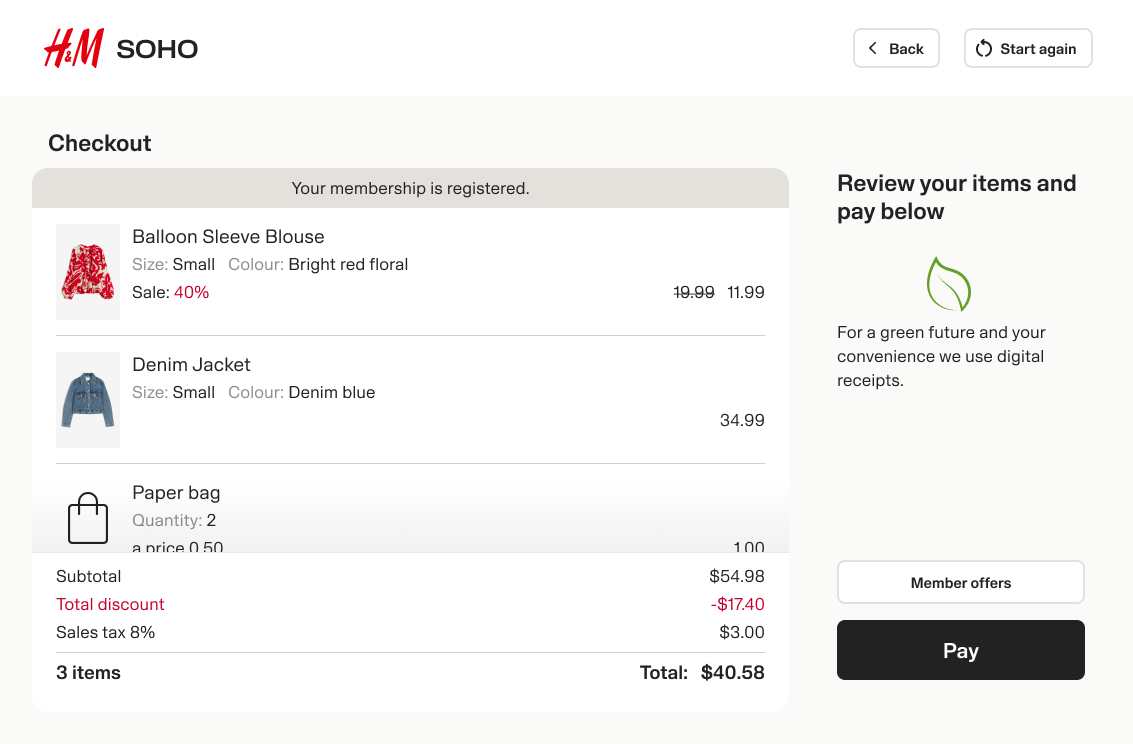 H&M SOHO
Back
Start again
Checkout
Your membership is registered.
Balloon Sleeve Blouse
Size: Small Colour: Bright red floral
Sale: 40% 19.99 11.99
Denim Jacket
Size: Small Colour: Denim blue
34.99
Paper bag
Quantity: 2
a price 0.50 1.00
Subtotal $54.98
Total discount -$17.40
Sales tax 8% $3.00
3 items Total: $40.58
Review your items and
pay below
For a green future and your
convenience we use digital
receipts.
Member offers
Pay